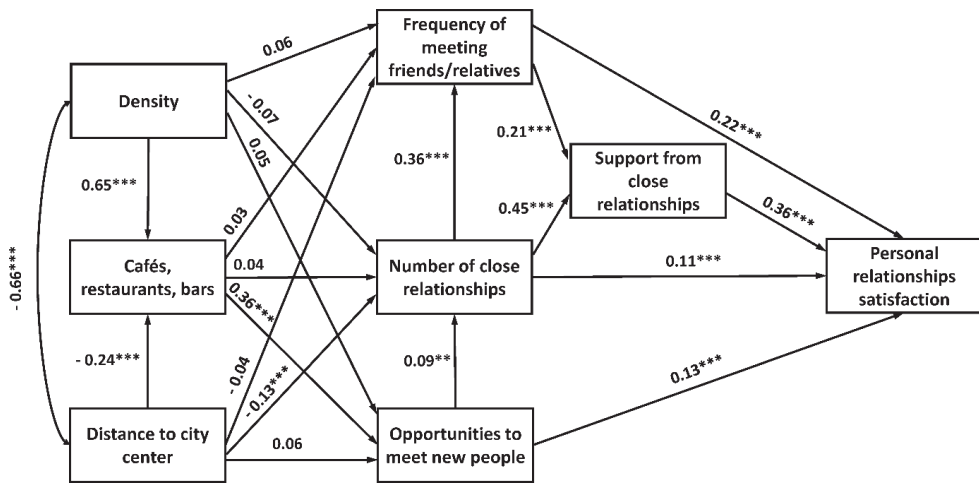 Frequency of
meeting
friends/relatives
0.06
Density
- 0.07
0.05
0.22***
0.21***
Support from
close
relationships
0.36***
0.65***
0.45***
0.36***
0.03
- 0.66***
Cafés,
restaurants, bars
0.04
Number of close
relationships
0.11***
Personal
relationships
satisfaction
0.36***
- 0.24***
- 0.04
- 0.13***
0.09**
0.13***
Distance to city
center
0.06
Opportunities to
meet new people